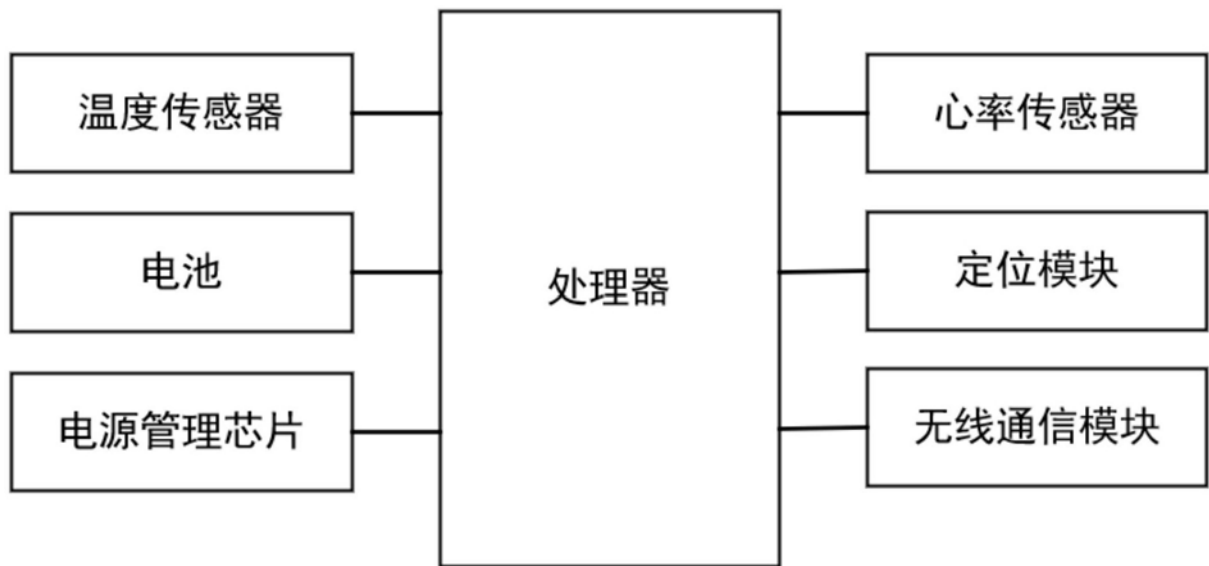 温度传感器
电池
电源管理芯片
处理器
心率传感器
定位模块
无线通信模块